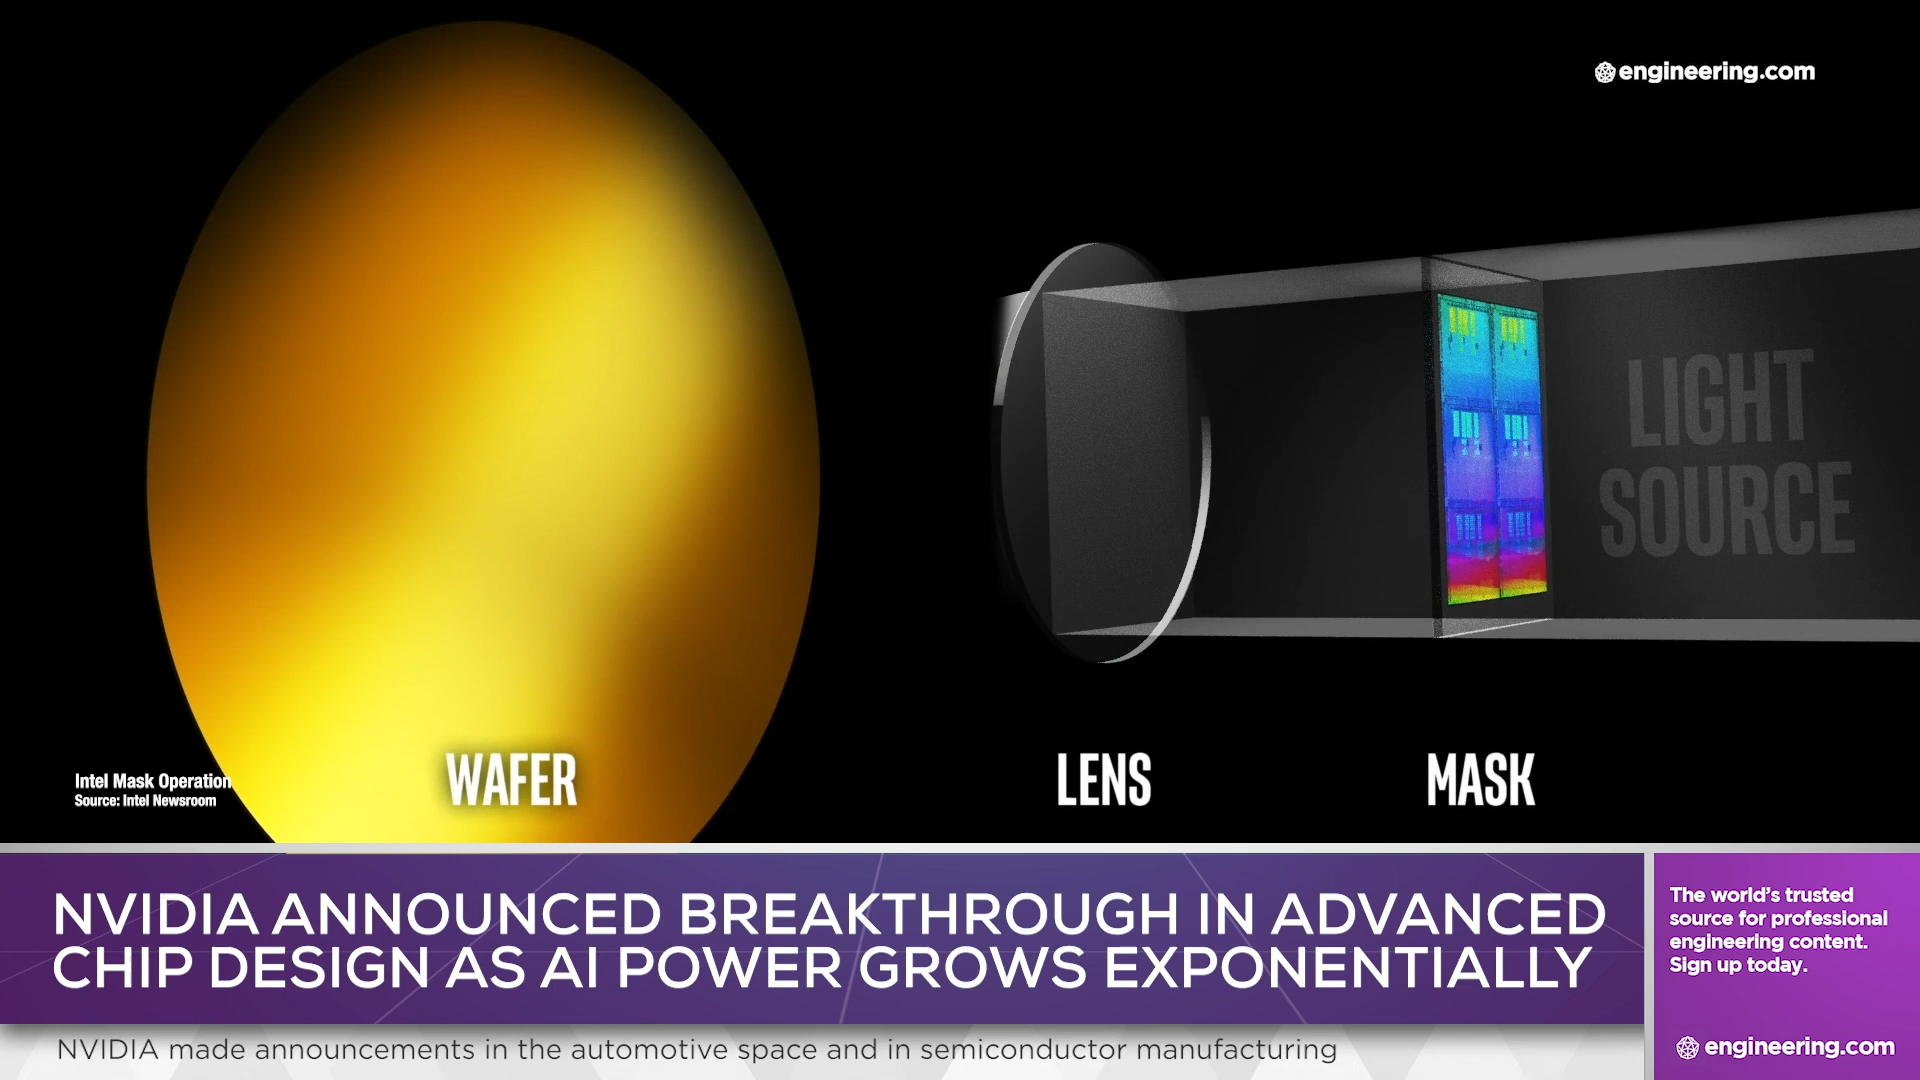 engineering.com
LIGHT
SOURCE
WAFER
LENS
MASK
Intel Mask Operation
Source: Intel Newsroom
NVIDIA ANNOUNCED BREAKTHROUGH IN ADVANCED
CHIP DESIGN AS AI POWER GROWS EXPONENTIALLY
NVIDIA made announcements in the automotive space and in semiconductor manufacturing
The world's trusted
source for professional
engineering content.
Sign up today.
engineering.com